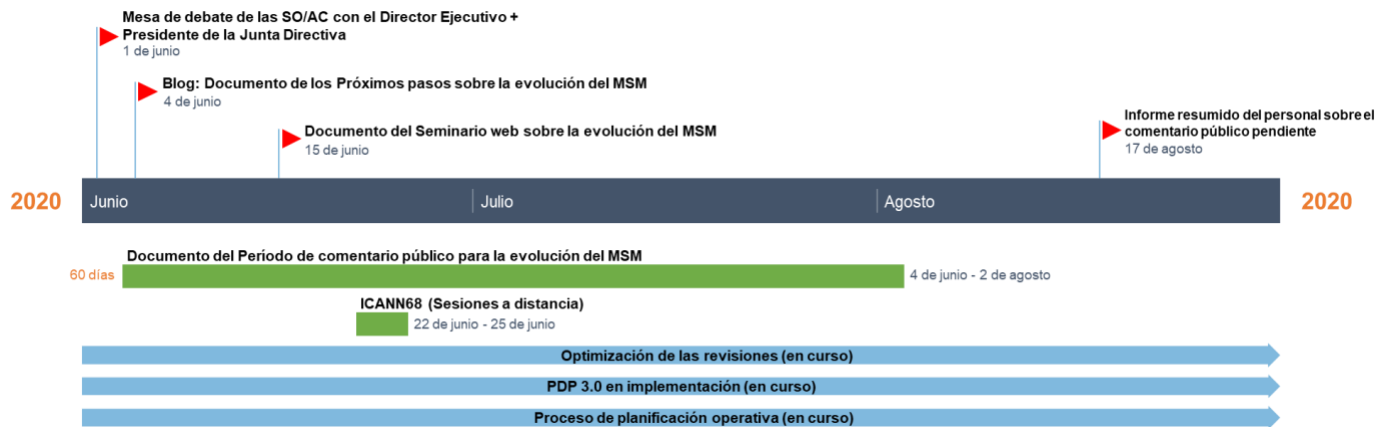 Mesa de debate de las SO/AC con el Director Ejecutivo +
Presidente de la Junta Directiva
1 de junio
Blog: Documento de los Próximos pasos sobre la evolución del MSM
4 de junio
Documento del Seminario web sobre la evolución del MSM
15 de junio
Informe resumido del personal sobre el
comentario público pendiente
17 de agosto
2020
Junio
Julio
Agosto
2020
Documento del Período de comentario público para la evolución del MSM
60 días
4 de junio - 2 de agosto
ICANN68 (Sesiones a distancia)
22 de junio - 25 de junio
Optimización de las revisiones (en curso)
PDP 3.0 en implementación (en curso)
Proceso de planificación operativa (en curso)